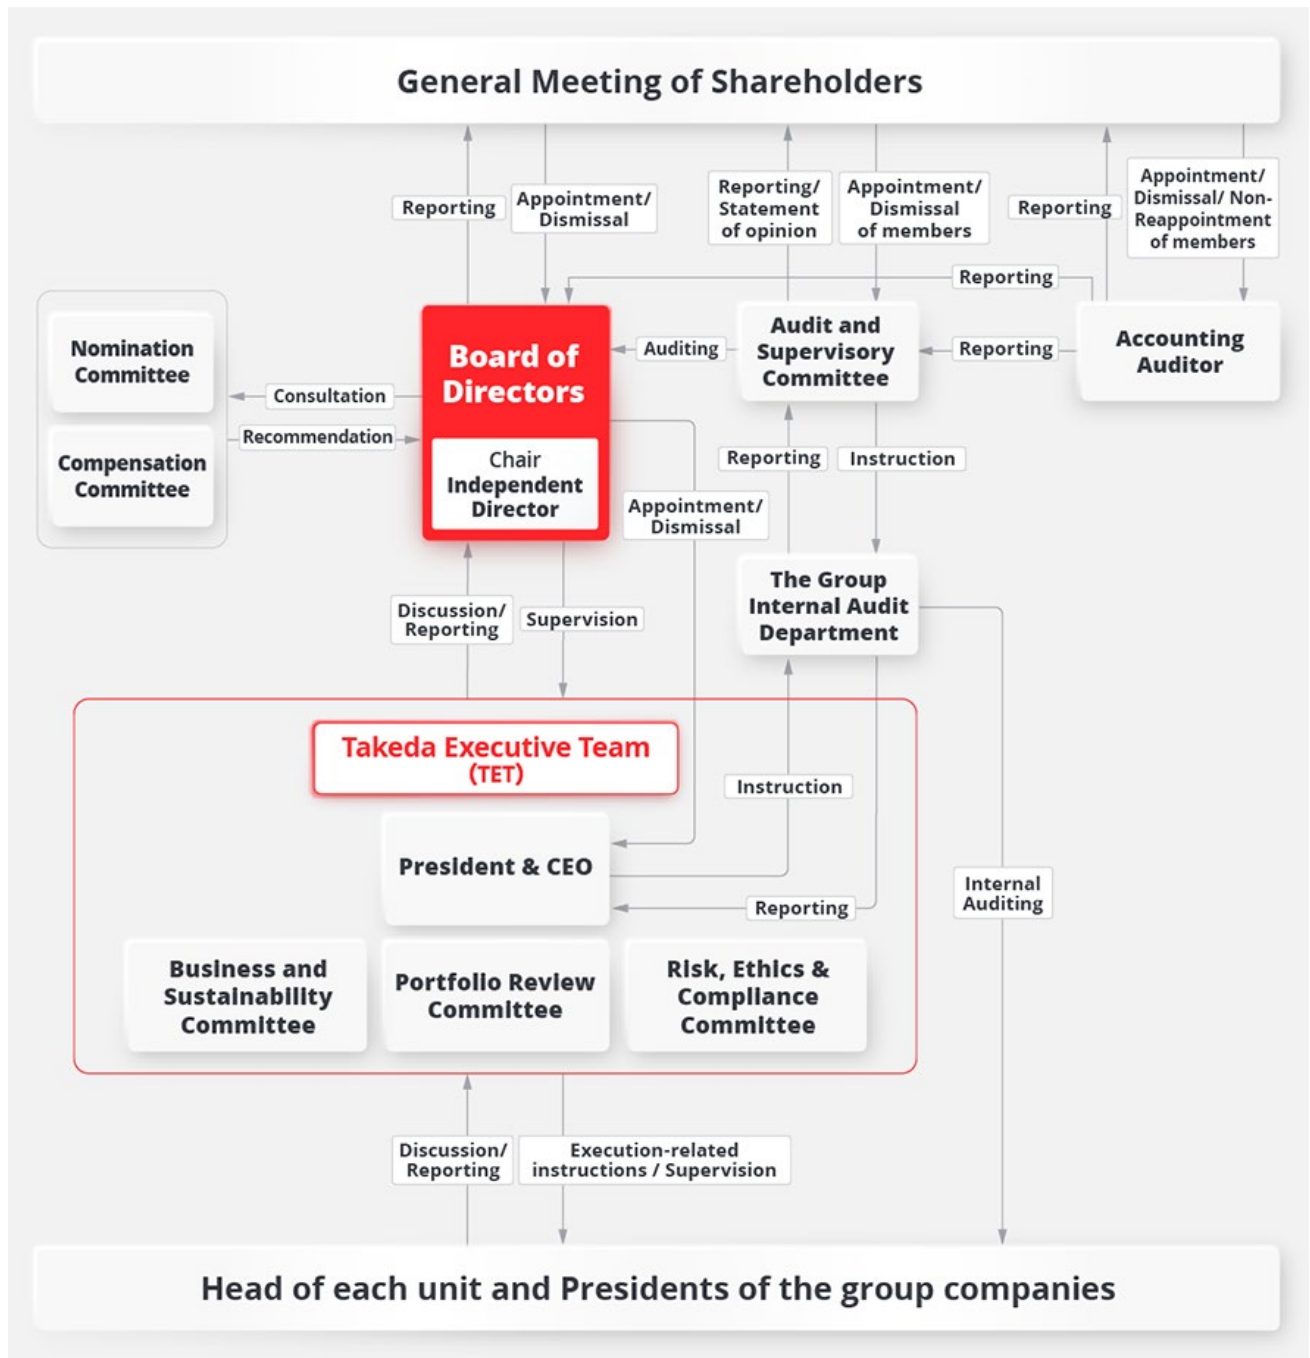 General Meeting of Shareholders
Reporting
Appointment/
Dismissal
Reporting/
Statement
of opinion
Appointment/
Dismissal
of members
Reporting
Appointment/
Dismissal/ Non-
Reappointment
of members
Reporting
Nomination
Committee
Compensation
Committee
Consultation
Recommendation
Board of
Directors
Chair
Independent
Director
Auditing
Audit and
Supervisory
Committee
Reporting
Accounting
Auditor
Reporting
Instruction
Appointment/
Dismissal
The Group
Internal Audit
Department
Discussion/
Reporting
Supervision
Takeda Executive Team
(TET)
Instruction
President & CEO
Reporting
Internal
Auditing
Business and
Sustainability
Committee
Portfolio Review
Committee
Risk, Ethics &
Compliance
Committee
Discussion/
Reporting
Execution-related
instructions / Supervision
Head of each unit and Presidents of the group companies